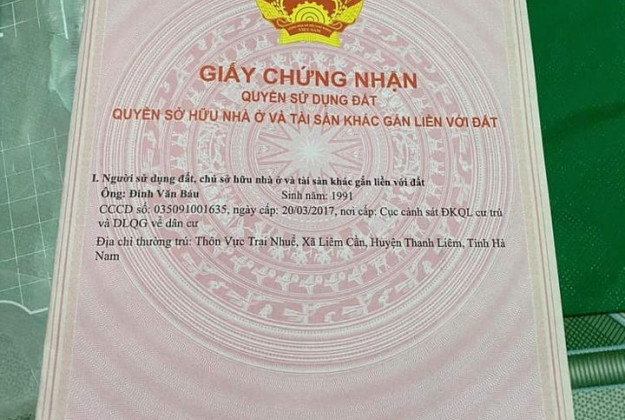 VIỆT NAM
GIẤY CHỨNG NHẬN
QUYỀN SỬ DỤNG ĐẤT
QUYỀN SỞ HỮU NHÀ Ở VÀ TÀI SẢN KHÁC GẮN LIỀN VỚI ĐẤT
I. Người sử dụng đất, chủ sở hữu nhà ở và tài sản khác gắn liền với đất
Ông: Đinh Văn Báu Sinh năm: 1991
CCCD số: 035091001635, ngày cấp: 20/03/2017, nơi cấp: Cục cảnh sát ĐKQL cư trú
và DLQG về dân cư
Địa chỉ thường trú: Thôn Vực Trại Nhuế, Xã Liêm Cần, Huyện Thanh Liêm, Tỉnh Hà
Nam